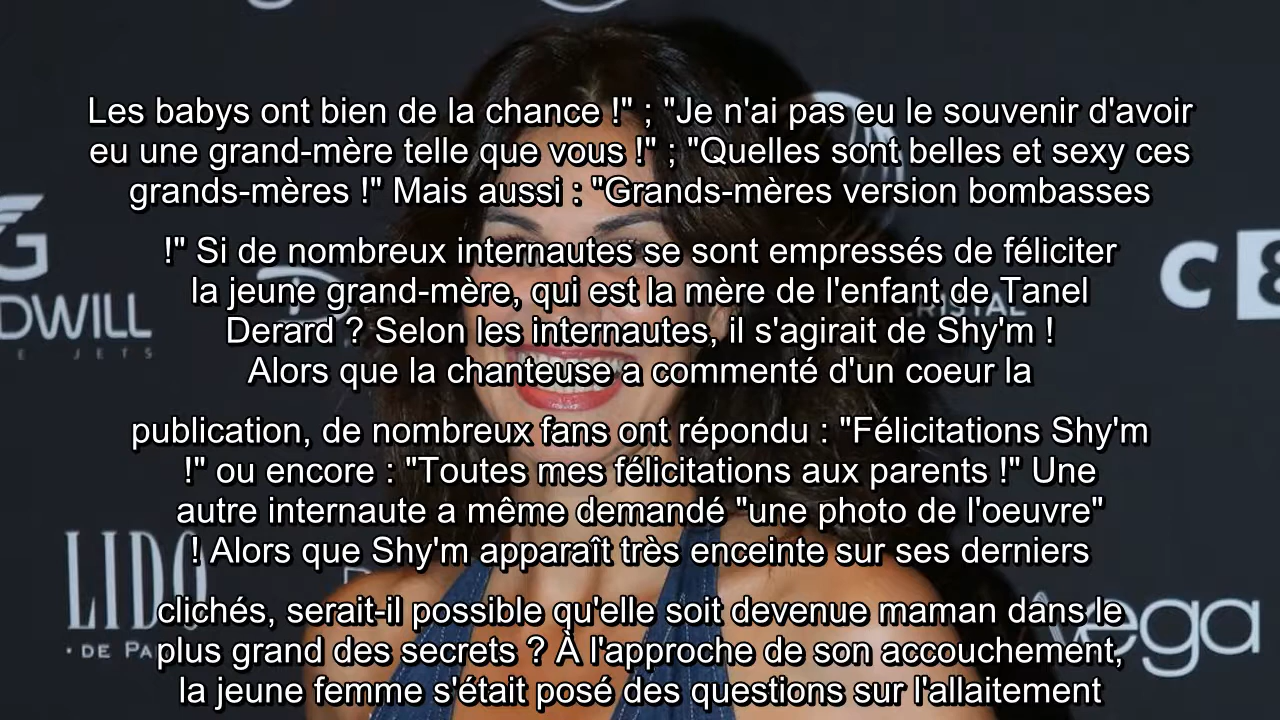 Les babys ont bien de la chance !" ; "Je n'ai pas eu le souvenir d'avoir
eu une grand-mère telle que vous !" ; "Quelles sont belles et sexy ces
grands-mères !" Mais aussi : "Grands-mères version bombasses
!" Si de nombreux internautes se sont empressés de féliciter
la jeune grand-mère, qui est la mère de l'enfant de Tanel
Derard ? Selon les internautes, il s'agirait de Shy'm !
Alors que la chanteuse a commenté d'un coeur la
publication, de nombreux fans ont répondu : "Félicitations Shy'm
!" ou encore : "Toutes mes félicitations aux parents !" Une
autre internaute a même demandé "une photo de l'oeuvre"
! Alors que Shy'm apparaît très enceinte sur ses derniers
clichés, serait-il possible qu'elle soit devenue maman dans le
plus grand des secrets ? À l'approche de son accouchement,
la jeune femme s'était posé des questions sur l'allaitement
G
DWILL
E JETS
C
RISTAL
LIDO
• DE PA
ega